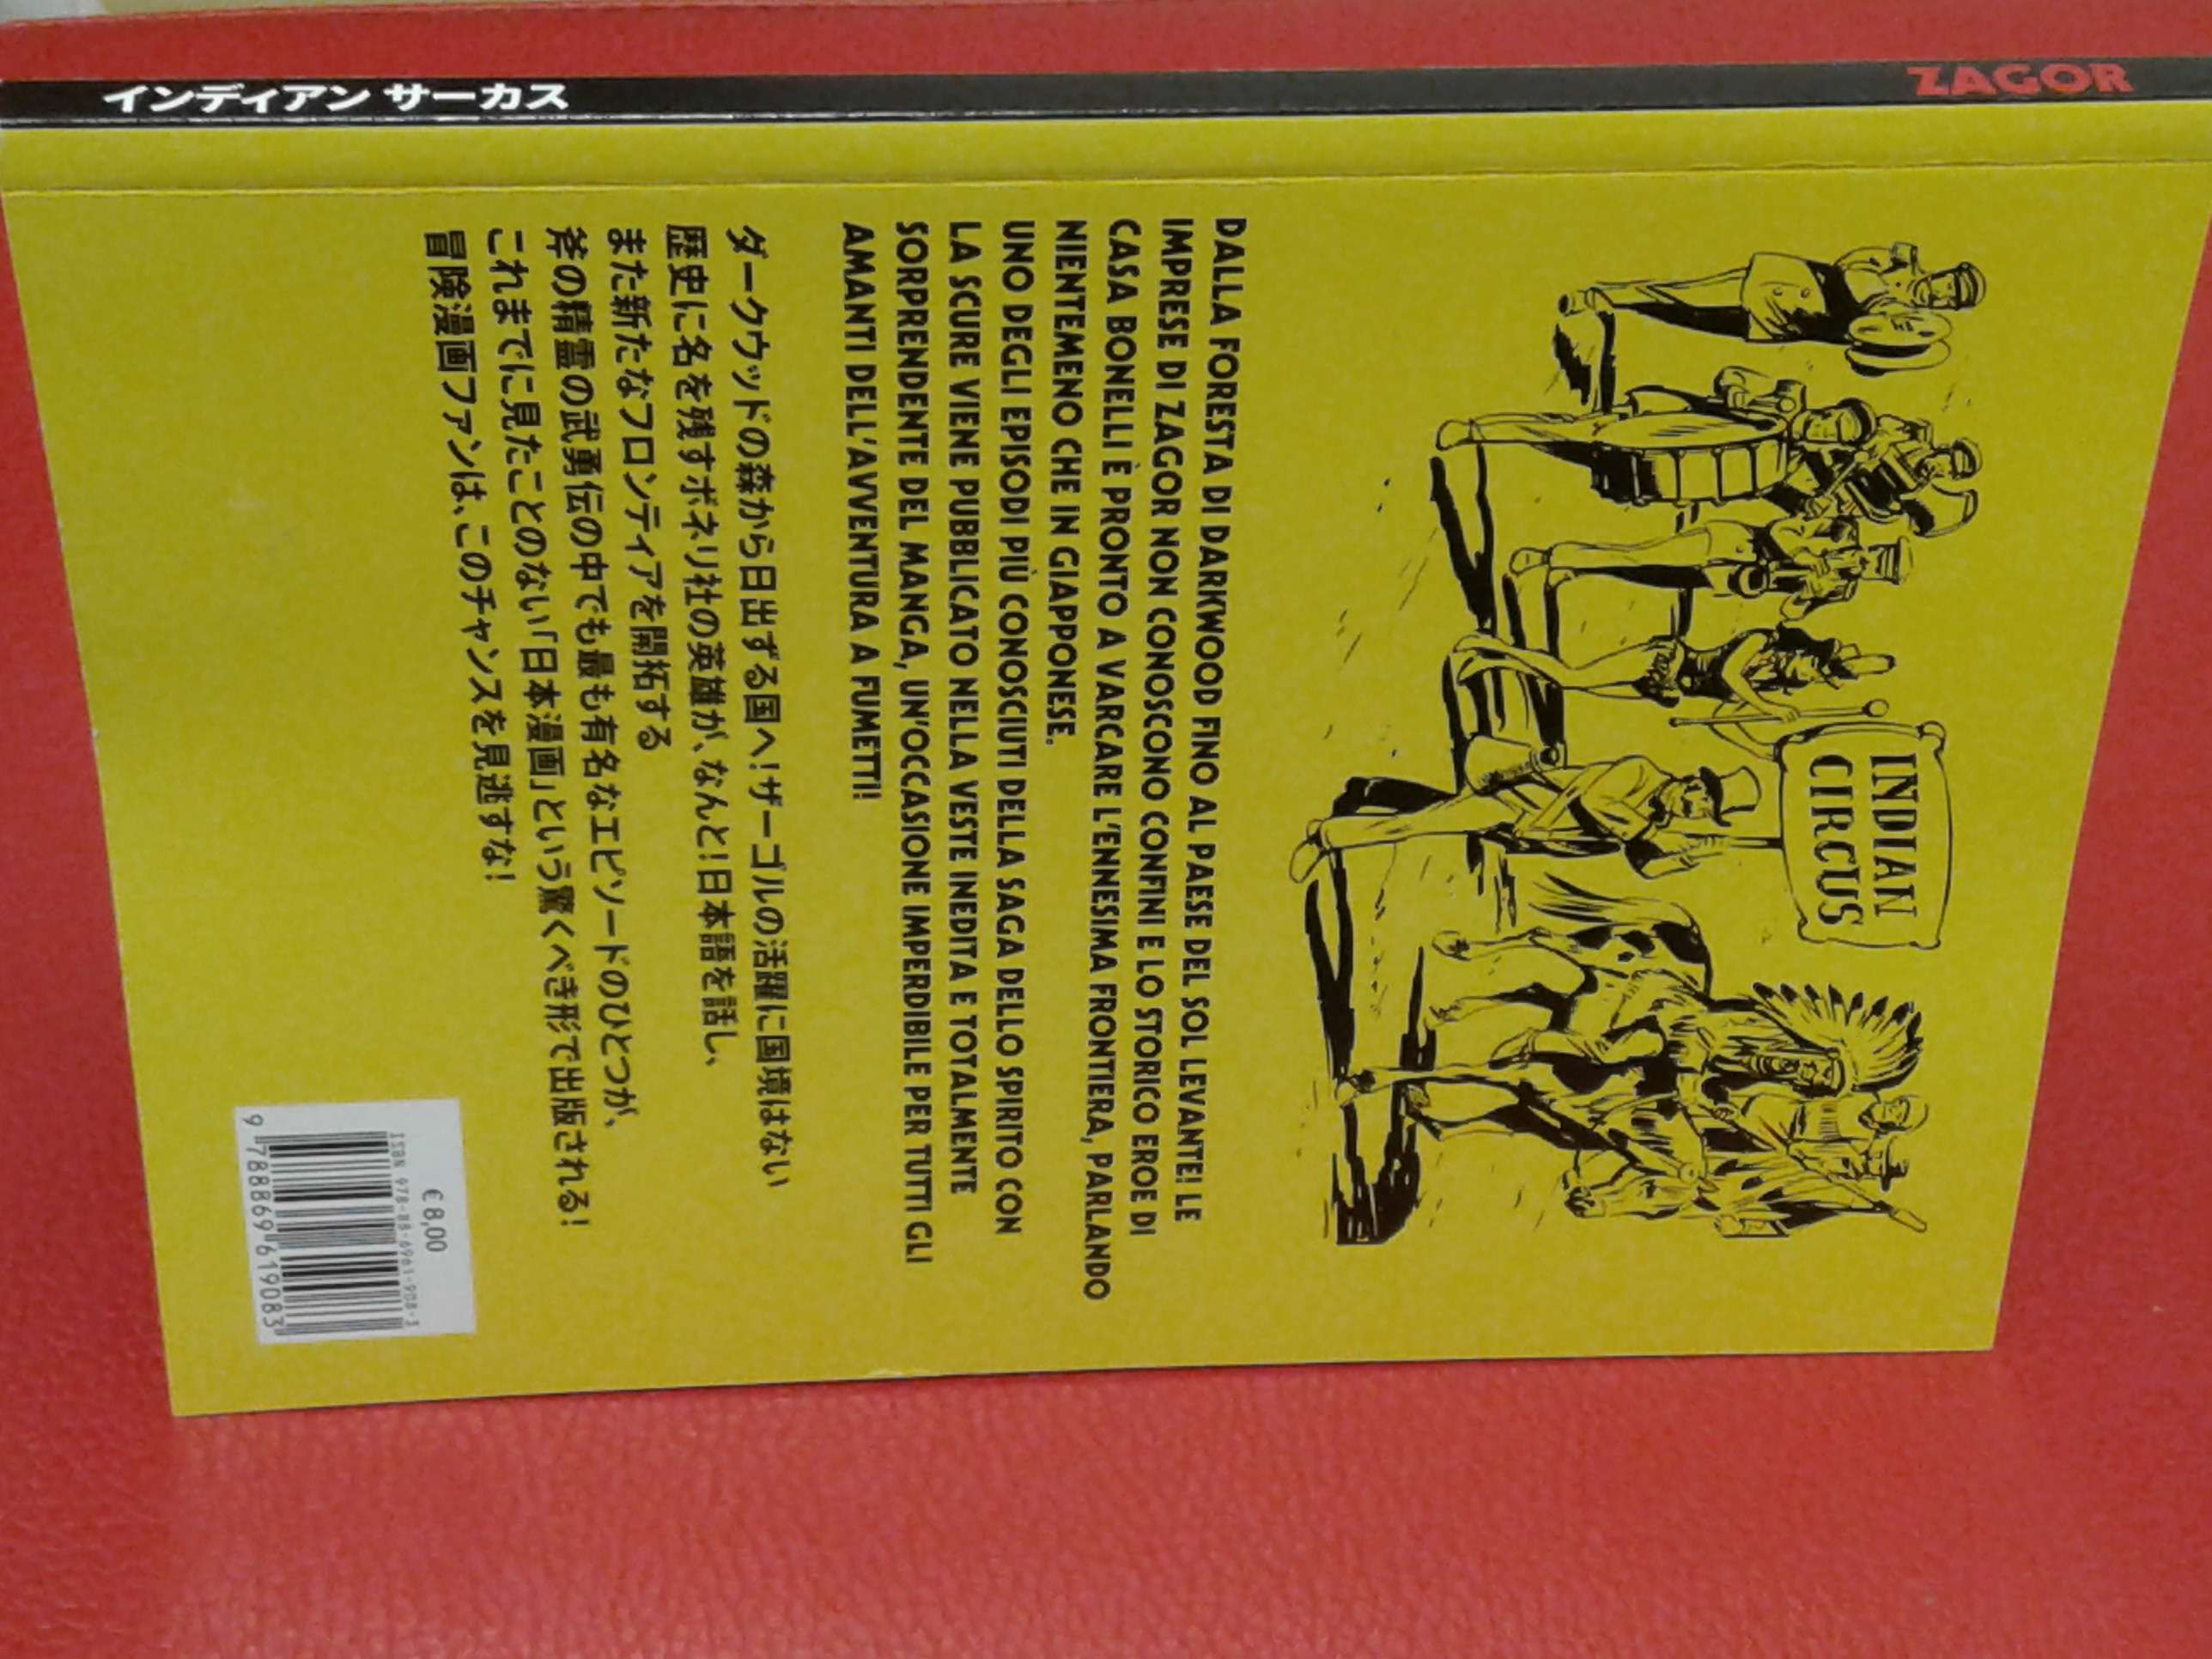 ZAGOR
インディアン サーカス
INDIAN
CIRCUS
DALLA FORESTA DI DARKWOOD FINO AL PAESE DEL SOL LEVANTE! LE
IMPRESE DI ZAGOR NON CONOSCONO CONFINI E LO STORICO EROE DI
CASA BONELLI È PRONTO A VARCARE L'ENNESIMA FRONTIERA, PARLANDO
NIENTEMENO CHE IN GIAPPONESE.
UNO DEGLI EPISODI PIÙ CONOSCIUTI DELLA SAGA DELLO SPIRITO CON
LA SCURE VIENE PUBBLICATO NELLA VESTE INEDITA E TOTALMENTE
SORPRENDENTE DEL MANGA, UN'OCCASIONE IMPERDIBILE PER TUTTI GLI
AMANTI DELL'AVVENTURA A FUMETTI!
ダークウッドの森から日出ずる国へ!ザーゴルの活躍に国境はない
歴史に名を残すボネリ社の英雄が、なんと!日本語を話し、
また新たなフロンティアを開拓する
斧の精霊の武勇伝の中でも最も有名なエピソードのひとつが、
これまでに見たことのない「日本漫画」という驚くべき形で出版される!
冒険漫画ファンは、このチャンスを見逃すな!
€ 8,00
ISBN 978-88-6961-908-3
9 788869 619083